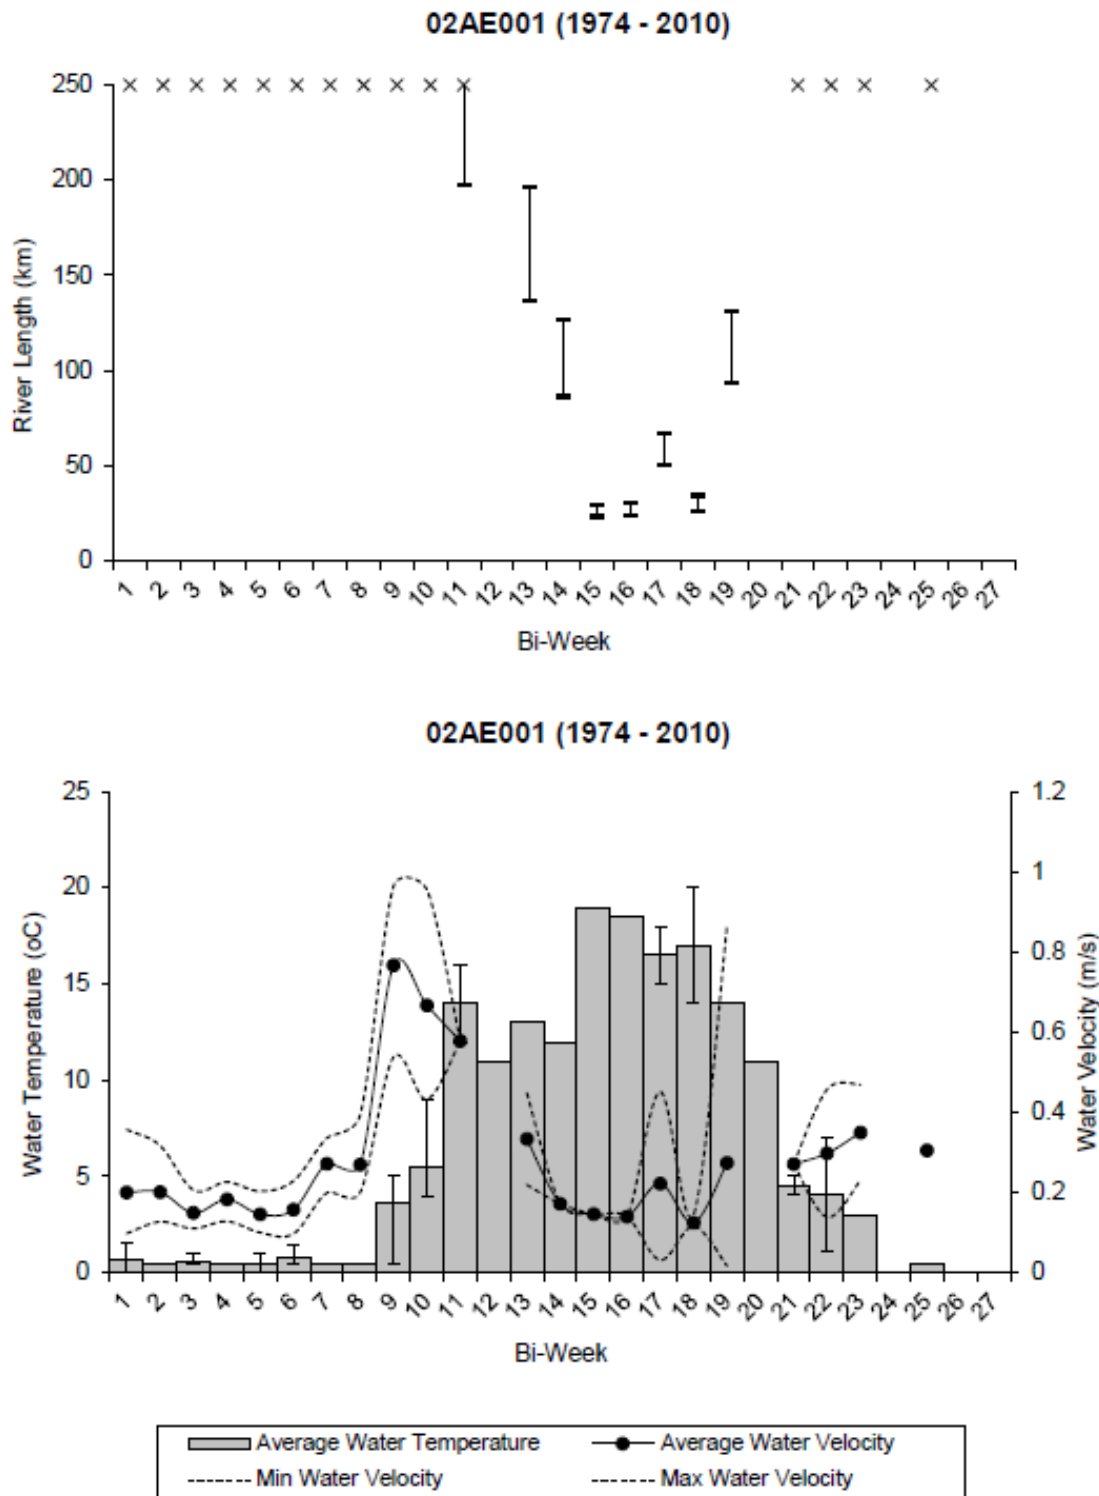 02AE001 (1974 - 2010)
250
200
150
100
50
0
River Length (km)
1 2 3 4 5 6 7 8 9 10 11 12 13 14 15 16 17 18 19 20 21 22 23 24 25 26 27
Bi-Week
02AE001 (1974 - 2010)
25
20
15
10
5
0
Water Temperature (oC)
1.2
1
0.8
0.6
0.4
0.2
0
Water Velocity (m/s)
1 2 3 4 5 6 7 8 9 10 11 12 13 14 15 16 17 18 19 20 21 22 23 24 25 26 27
Bi-Week
Average Water Temperature Average Water Velocity
Min Water Velocity Max Water Velocity